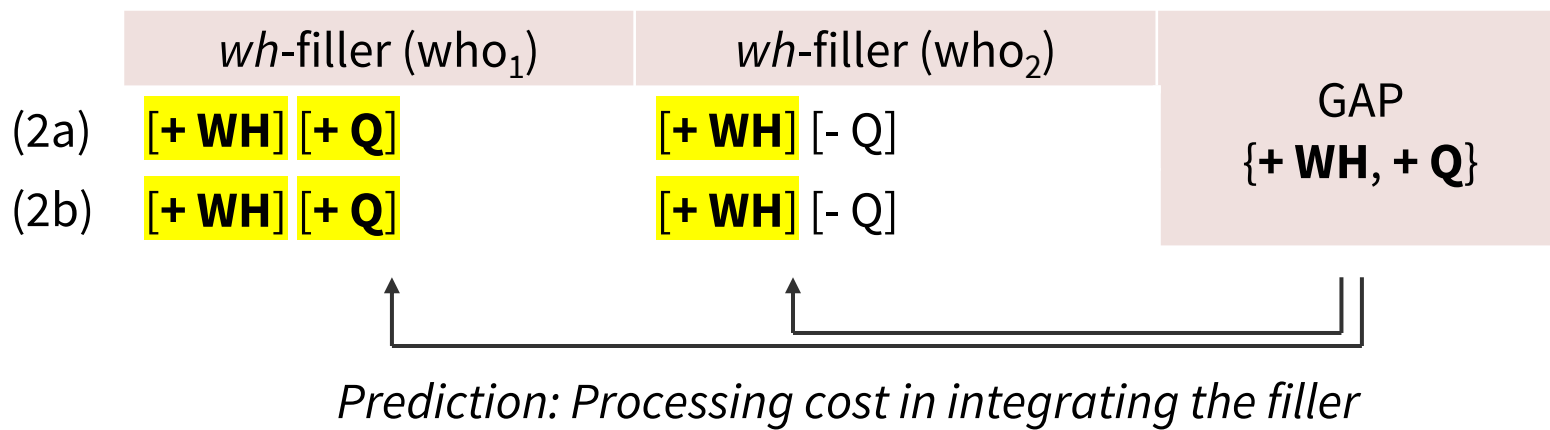 wh-filler (who₁) wh-filler (who₂)
GAP
{+ WH, + Q}
(2a) [+ WH] [+ Q] [+ WH] [- Q]
(2b) [+ WH] [+ Q] [+ WH] [- Q]
Prediction: Processing cost in integrating the filler